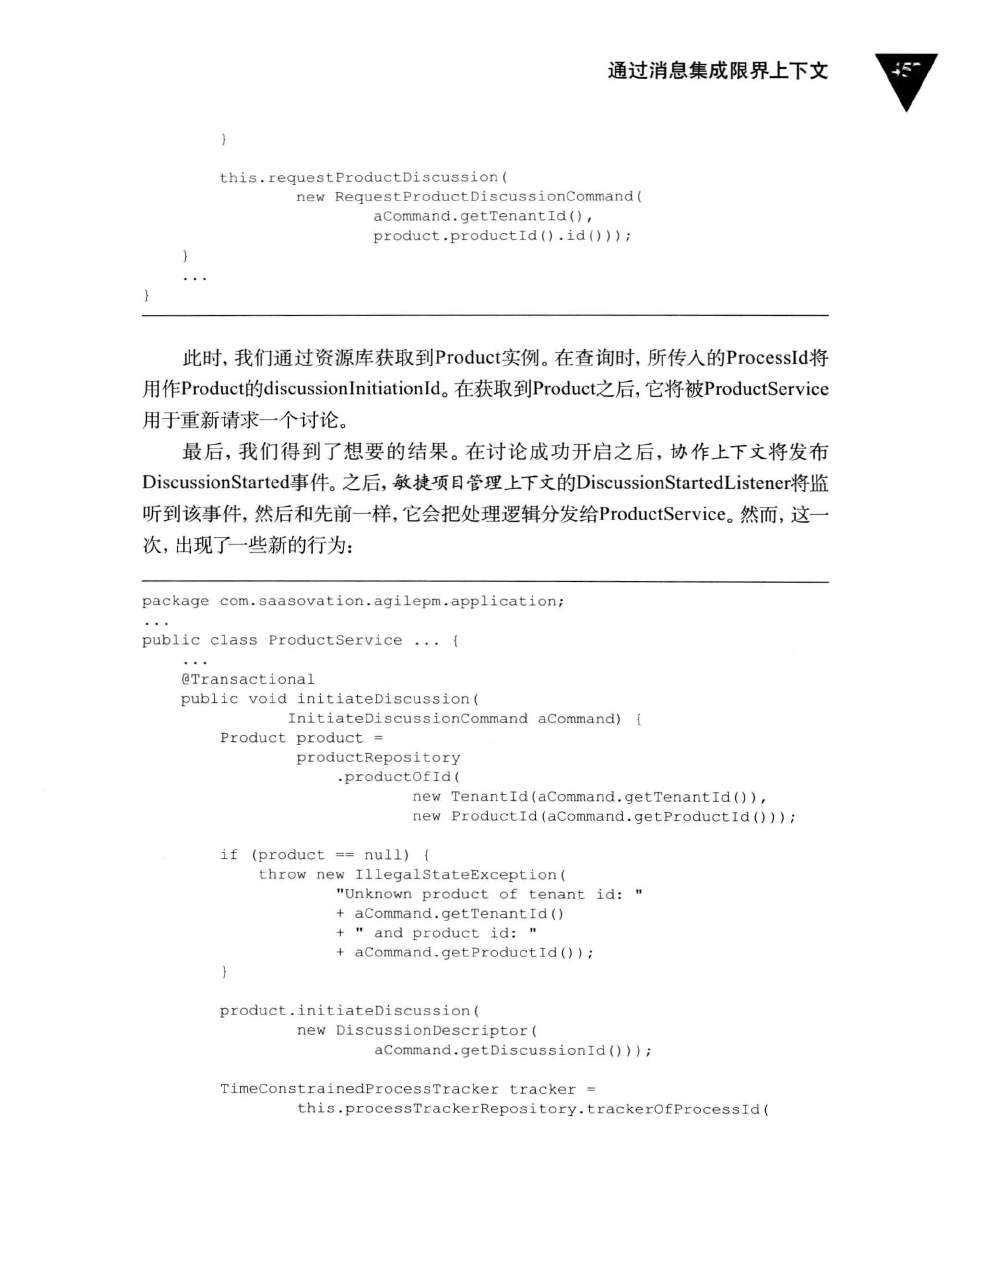 通过消息集成限界上下文
}
this.requestProductDiscussion(
new RequestProductDiscussionCommand(
aCommand.getTenantId(),
product.productId().id()));
}
...
}
此时, 我们通过资源库获取到Product实例。在查询时, 所传入的ProcessId将
用作Product的discussionInitiationId。在获取到Product之后, 它将被ProductService
用于重新请求一个讨论。
最后, 我们得到了想要的结果。在讨论成功开启之后, 协作上下文将发布
DiscussionStarted事件。之后, 敏捷项目管理上下文的DiscussionStartedListener将监
听到该事件, 然后和先前一样, 它会把处理逻辑分发给ProductService。然而, 这一
次, 出现了一些新的行为:
package com.saasovation.agilepm.application;
...
public class ProductService ... {
...
@Transactional
public void initiateDiscussion(
InitiateDiscussionCommand aCommand) {
Product product =
productRepository
.productOfId(
new TenantId(aCommand.getTenantId()),
new ProductId(aCommand.getProductId()));
if (product == null) {
throw new IllegalStateException(
"Unknown product of tenant id: "
+ aCommand.getTenantId()
+ " and product id: "
+ aCommand.getProductId());
}
product.initiateDiscussion(
new DiscussionDescriptor(
aCommand.getDiscussionId()));
TimeConstrainedProcessTracker tracker =
this.processTrackerRepository.trackerOfProcessId(